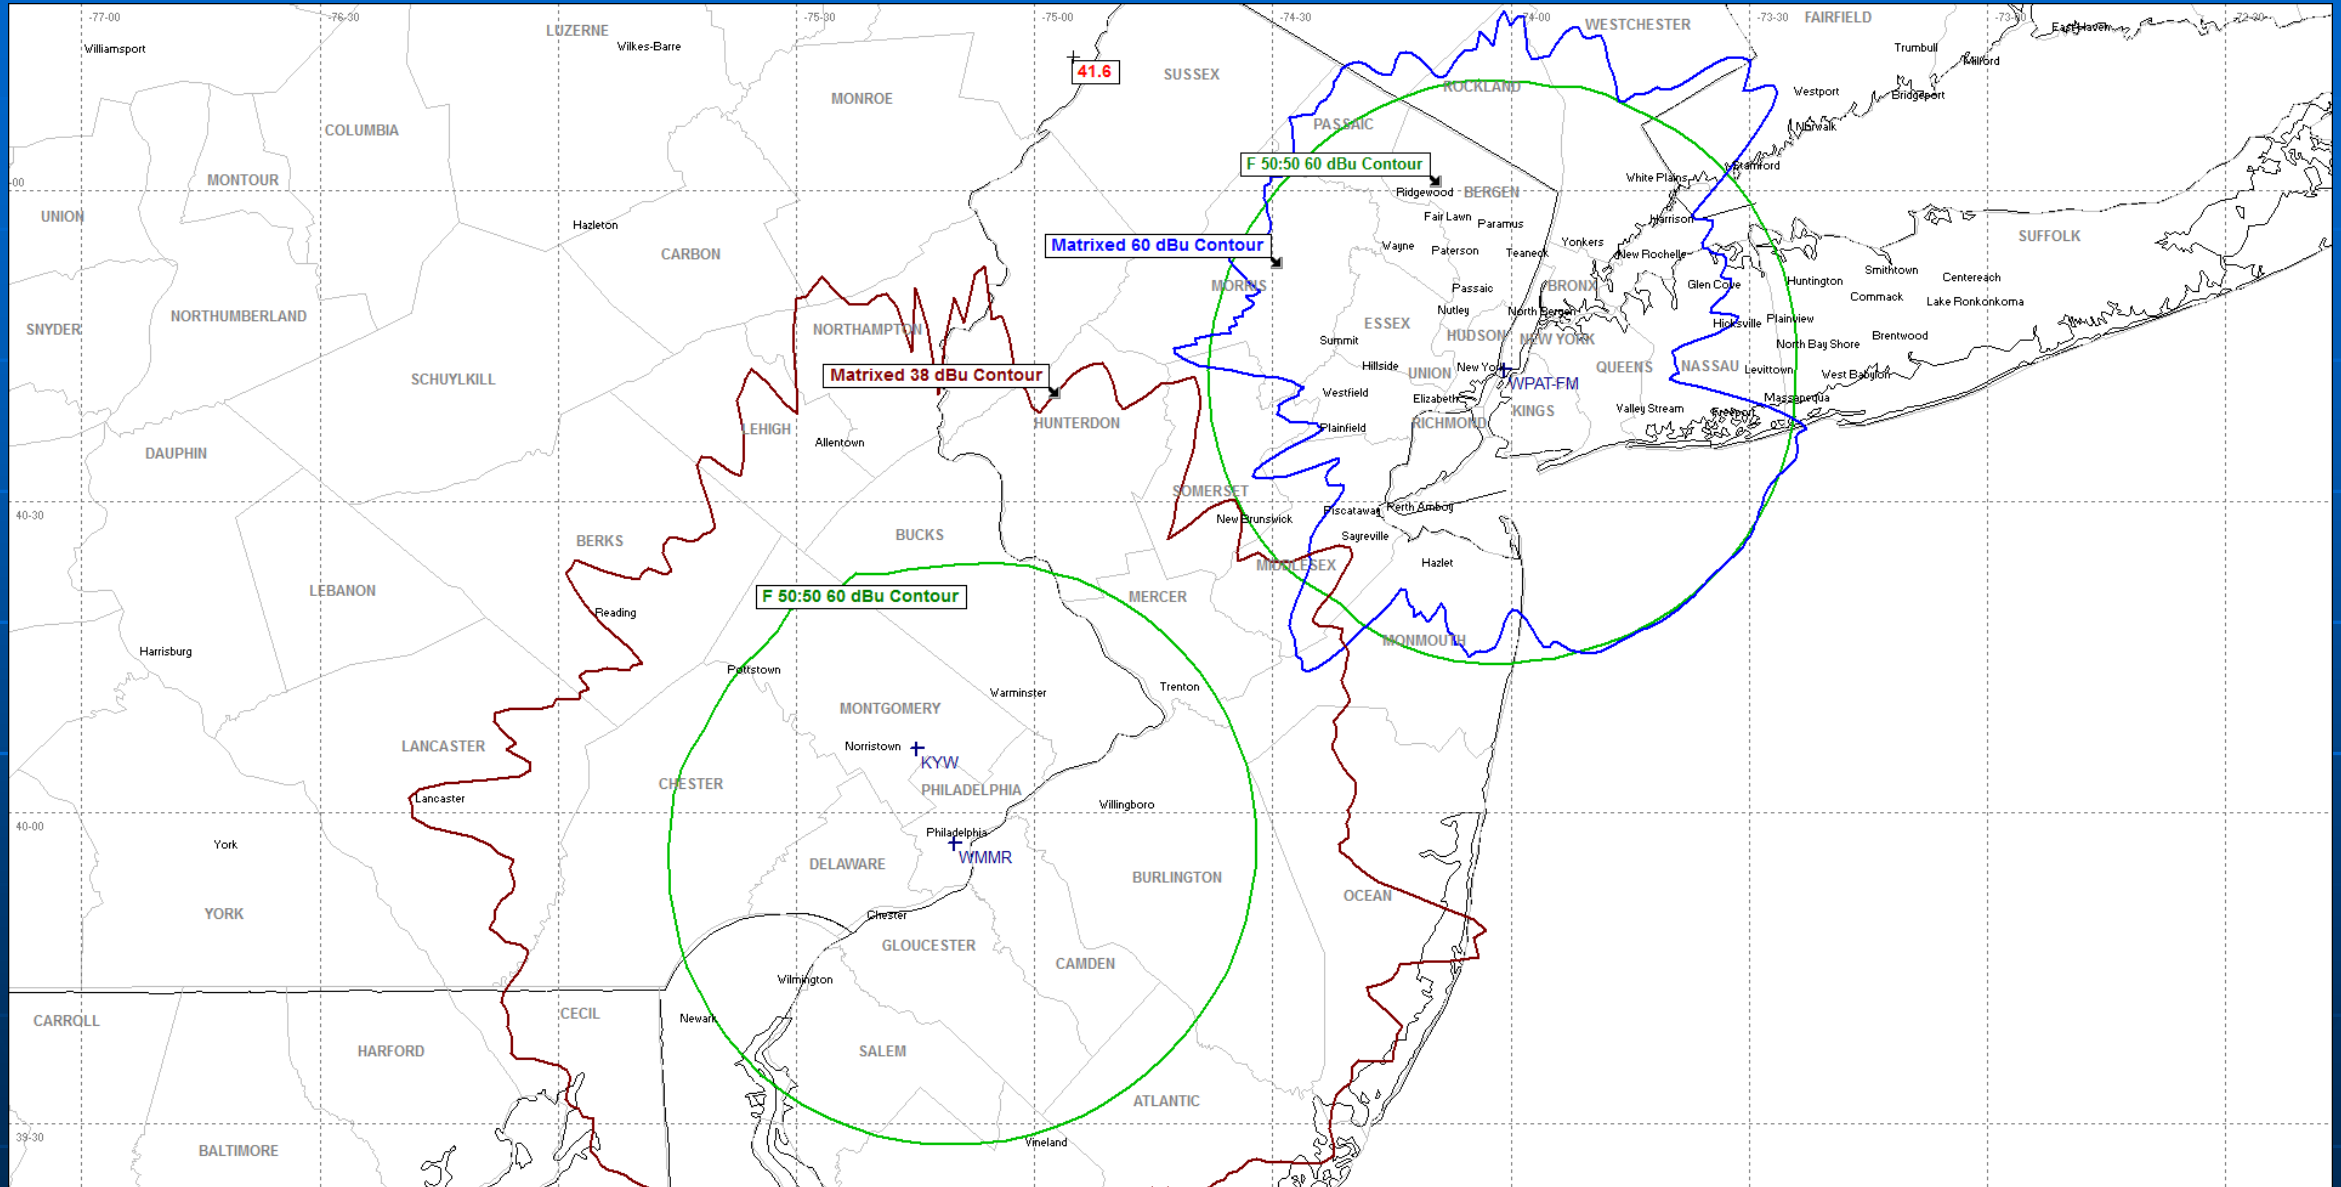 -77-00
-76-30
-75-30
-75-00
-74-30
-74-00
-73-30
-73-00
-72-30
LUZERNE
WESTCHESTER
FAIRFIELD
East Haven
Williamsport
Wilkes-Barre
Trumbull
Milford
41.6
SUSSEX
ROCKLAND
MONROE
Westport
Bridgeport
COLUMBIA
PASSAIC
Norwalk
F 50:50 60 dBu Contour
Stamford
-00
MONTOUR
White Plains
Ridgewood
BERGEN
UNION
Hazleton
Fair Lawn
Paramus
Harrison
SUFFOLK
Matrixed 60 dBu Contour
CARBON
Wayne
Paterson
Teaneck
Yonkers
New Rochelle
Smithtown
Centereach
MORRIS
Passaic
BRONX
Glen Cove
Huntington
Commack
Lake Ronkonkoma
SNYDER
NORTHUMBERLAND
NORTHAMPTON
ESSEX
Nutley
North Bergen
Hicksville
Plainview
Summit
HUDSON
NEW YORK
North Bay Shore
Brentwood
SCHUYLKILL
Matrixed 38 dBu Contour
Hillside
UNION
New York
WPAT-FM
QUEENS
NASSAU
Levittown
West Babylon
Westfield
Elizabeth
KINGS
Valley Stream
Freeport
Massapequa
LEHIGH
Allentown
HUNTERDON
Plainfield
RICHMOND
DAUPHIN
SOMERSET
40-30
New Brunswick
Piscataway
Perth Amboy
BERKS
BUCKS
Sayreville
MIDDLESEX
Hazlet
LEBANON
F 50:50 60 dBu Contour
MERCER
Reading
MONMOUTH
Harrisburg
Pottstown
Warminster
Trenton
MONTGOMERY
LANCASTER
Norristown
KYW
CHESTER
PHILADELPHIA
Lancaster
Willingboro
40-00
York
Philadelphia
WMMR
DELAWARE
BURLINGTON
OCEAN
YORK
Chester
GLOUCESTER
CAMDEN
Wilmington
CARROLL
CECIL
Newark
HARFORD
SALEM
ATLANTIC
39-30
Vineland
BALTIMORE